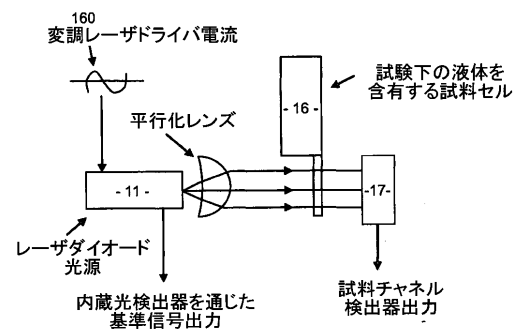 160
変調レーザドライバ電流
試験下の液体を
含有する試料セル
- 16 -
平行化レンズ
- 11 -
-17-
レーザダイオード
光源
内蔵光検出器を通じた
基準信号出力
試料チャネル
検出器出力